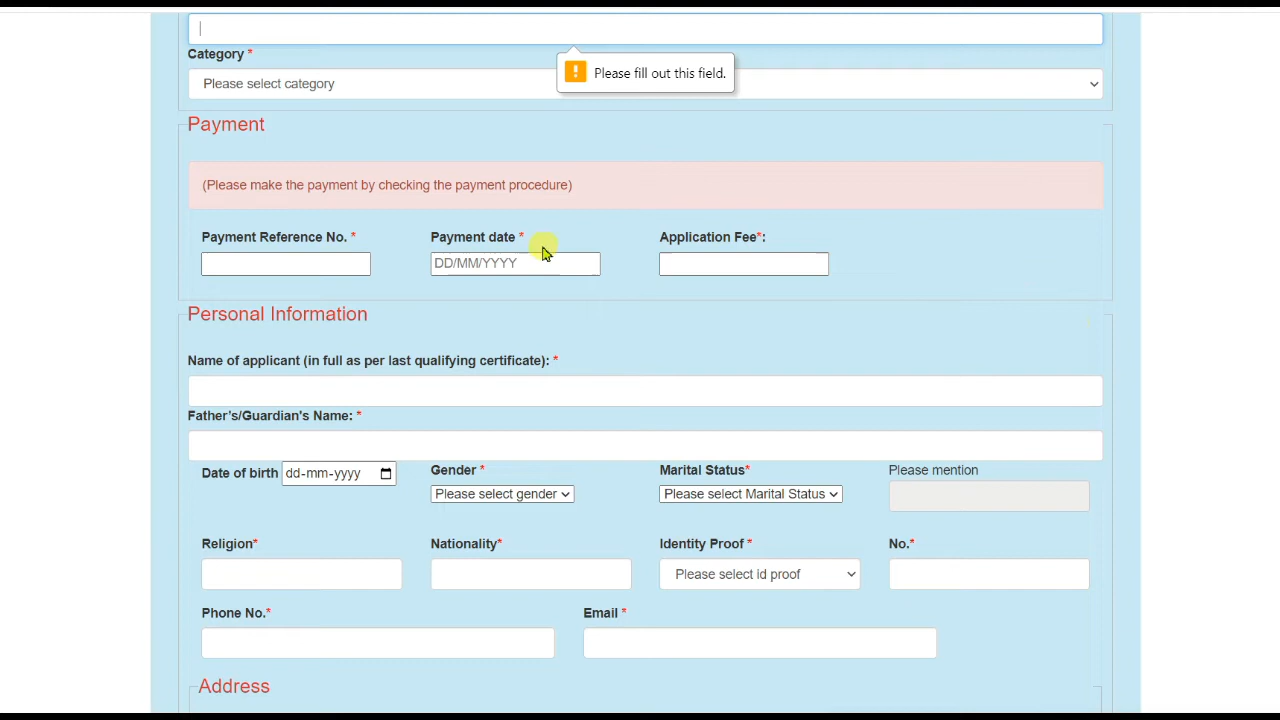 Category *
! Please fill out this field.
Please select category
Payment
(Please make the payment by checking the payment procedure)
Payment Reference No. * Payment date * Application Fee*:
DD/MM/YYYY
Personal Information
Name of applicant (in full as per last qualifying certificate): *
Father's/Guardian's Name: *
Date of birth dd-mm-yyyy Gender * Marital Status* Please mention
Please select gender Please select Marital Status
Religion* Nationality* Identity Proof * No.*
Please select id proof
Phone No.* Email *
Address